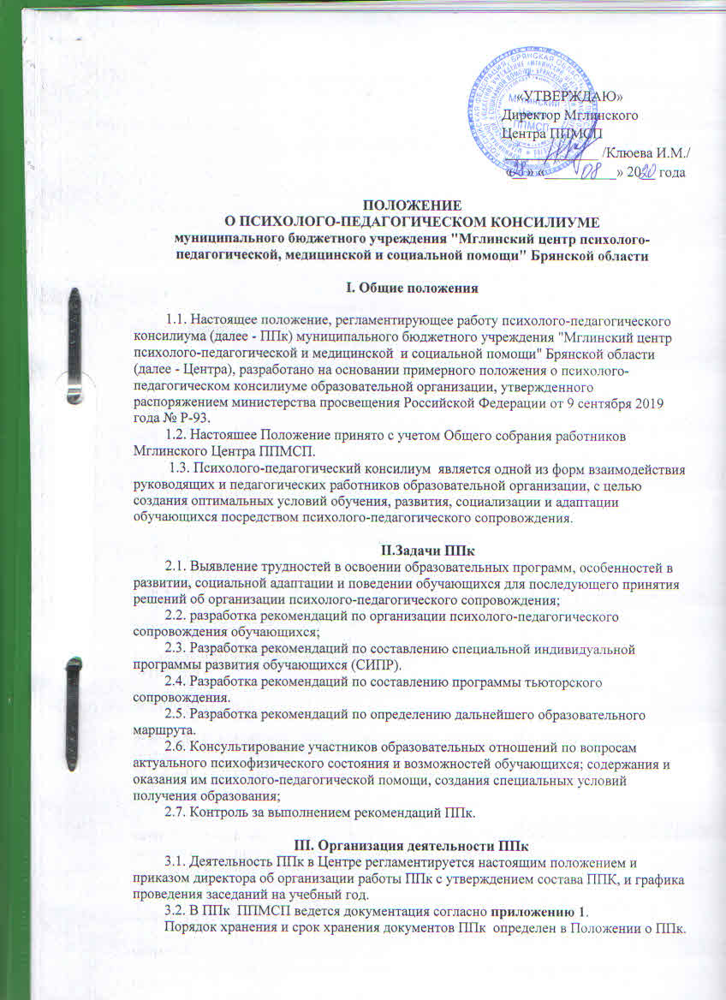 «УТВЕРЖДАЮ»
Директор Мглинского
Центра ППМСП
/Клюева И.М./
«28» «08» 2020 года
ПОЛОЖЕНИЕ
О ПСИХОЛОГО-ПЕДАГОГИЧЕСКОМ КОНСИЛИУМЕ
муниципального бюджетного учреждения "Мглинский центр психолого-
педагогической, медицинской и социальной помощи" Брянской области
I. Общие положения
1.1. Настоящее положение, регламентирующее работу психолого-педагогического
консилиума (далее - ППк) муниципального бюджетного учреждения "Мглинский центр
психолого-педагогической и медицинской и социальной помощи" Брянской области
(далее - Центра), разработано на основании примерного положения о психолого-
педагогическом консилиуме образовательной организации, утвержденного
распоряжением министерства просвещения Российской Федерации от 9 сентября 2019
года № Р-93.
1.2. Настоящее Положение принято с учетом Общего собрания работников
Мглинского Центра ППМСП.
1.3. Психолого-педагогический консилиум является одной из форм взаимодействия
руководящих и педагогических работников образовательной организации, с целью
создания оптимальных условий обучения, развития, социализации и адаптации
обучающихся посредством психолого-педагогического сопровождения.
II.Задачи ППк
2.1. Выявление трудностей в освоении образовательных программ, особенностей в
развитии, социальной адаптации и поведении обучающихся для последующего принятия
решений об организации психолого-педагогического сопровождения;
2.2. разработка рекомендаций по организации психолого-педагогического
сопровождения обучающихся;
2.3. Разработка рекомендаций по составлению специальной индивидуальной
программы развития обучающихся (СИПР).
2.4. Разработка рекомендаций по составлению программы тьюторского
сопровождения.
2.5. Разработка рекомендаций по определению дальнейшего образовательного
маршрута.
2.6. Консультирование участников образовательных отношений по вопросам
актуального психофизического состояния и возможностей обучающихся; содержания и
оказания им психолого-педагогической помощи, создания специальных условий
получения образования;
2.7. Контроль за выполнением рекомендаций ППк.
III. Организация деятельности ППк
3.1. Деятельность ППк в Центре регламентируется настоящим положением и
приказом директора об организации работы ППк с утверждением состава ППК, и графика
проведения заседаний на учебный год.
3.2. В ППк ППМСП ведется документация согласно приложению 1.
Порядок хранения и срок хранения документов ППк определен в Положении о ППк.